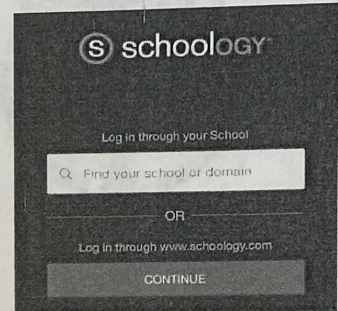 S schoology
Log in through your School
Find your school or domain
OR
Log in through www.schoology.com
CONTINUE